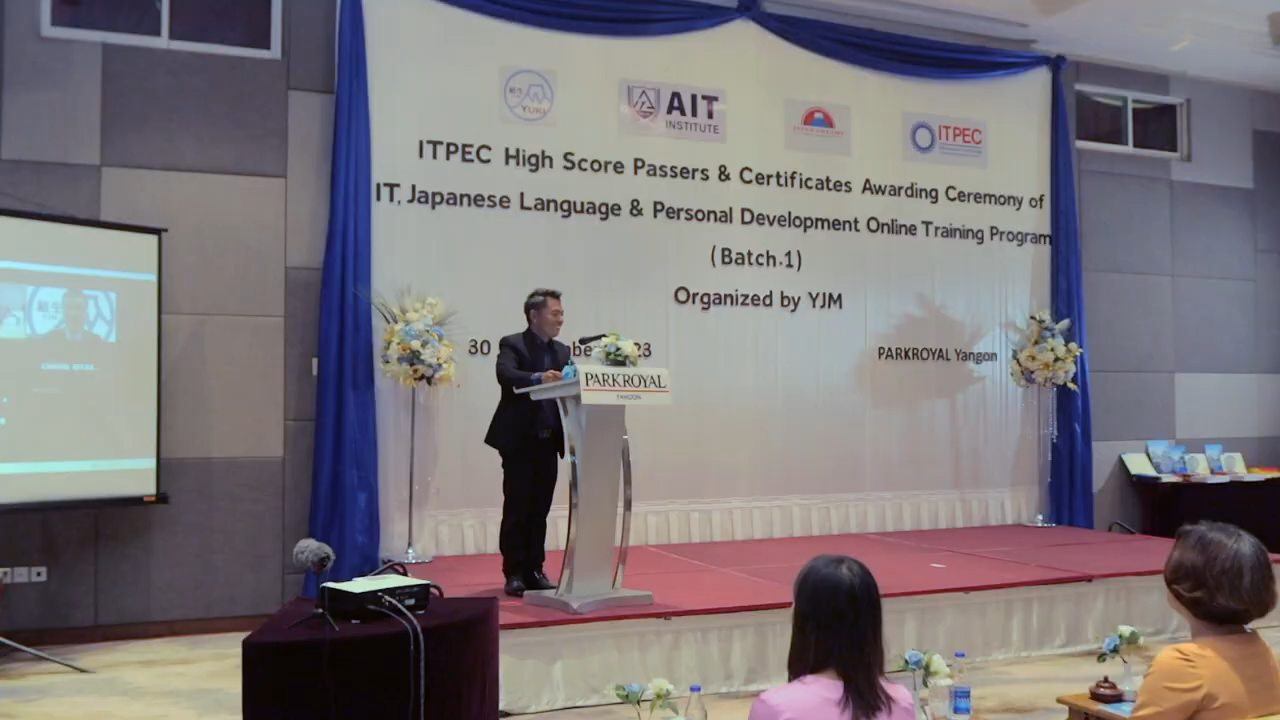 YUKI
AIT
INSTITUTE
ITPEC
ITPEC High Score Passers & Certificates Awarding Ceremony of
IT, Japanese Language & Personal Development Online Training Program
(Batch.1)
Organized by YJM
30
PARKROYAL Yangon
PARKROYAL
YANGON